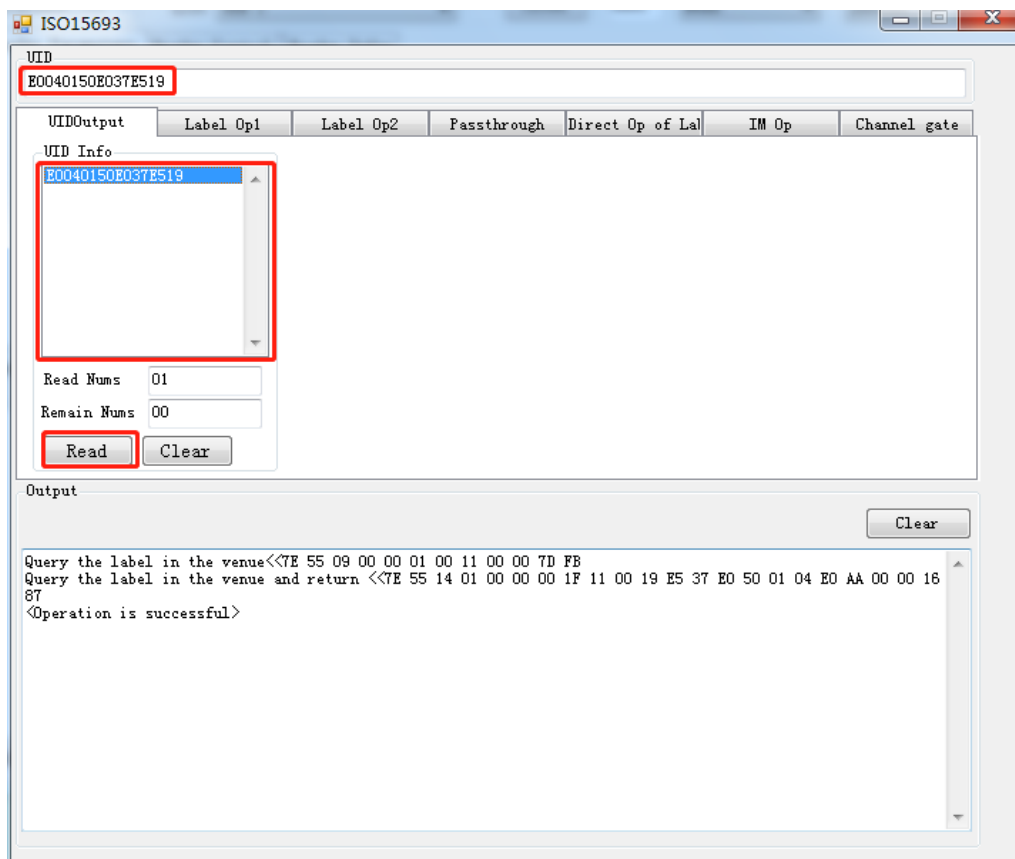 ISO15693
UID
E0040150E037E519
UIDOutput Label Op1 Label Op2 Passthrough Direct Op of Lal IM Op Channel gate
UID Info
E0040150E037E519
Read Nums 01
Remain Nums 00
Read Clear
Output
Clear
Query the label in the venue<<7E 55 09 00 00 01 00 11 00 00 7D FB
Query the label in the venue and return <<7E 55 14 01 00 00 00 1F 11 00 19 E5 37 E0 50 01 04 E0 AA 00 00 16
87
<Operation is successful>